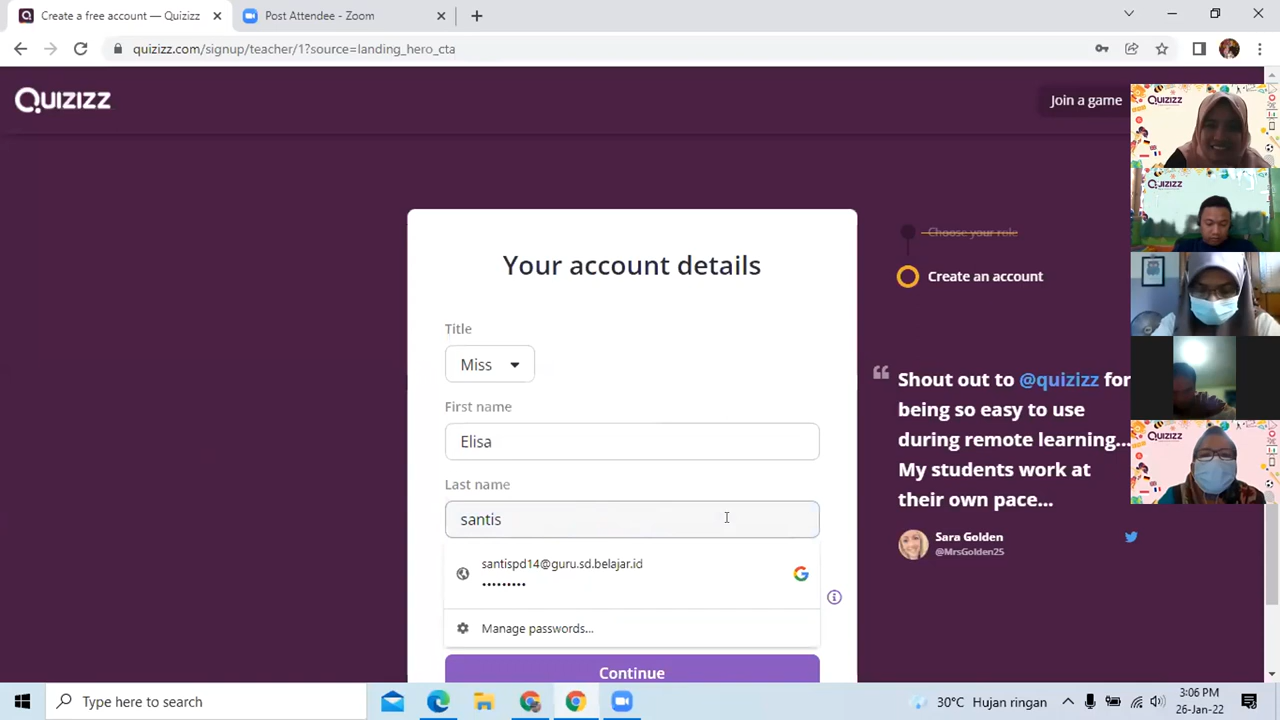 Create a free account — Quizizz
Post Attendee - Zoom
quizizz.com/signup/teacher/1?source=landing_hero_cta
Quizizz
Join a game
QUIZIZZ
QUIZIZZ
QUIZIZZ
Your account details
Title
Miss
First name
Elisa
Last name
santis
santispd14@guru.sd.belajar.id
•••••••••
Manage passwords...
Continue
Choose your role
Create an account
Shout out to @quizizz for
being so easy to use
during remote learning...
My students work at
their own pace...
Sara Golden
@MrsGolden25
Type here to search
30°C Hujan ringan
3:06 PM
26-Jan-22